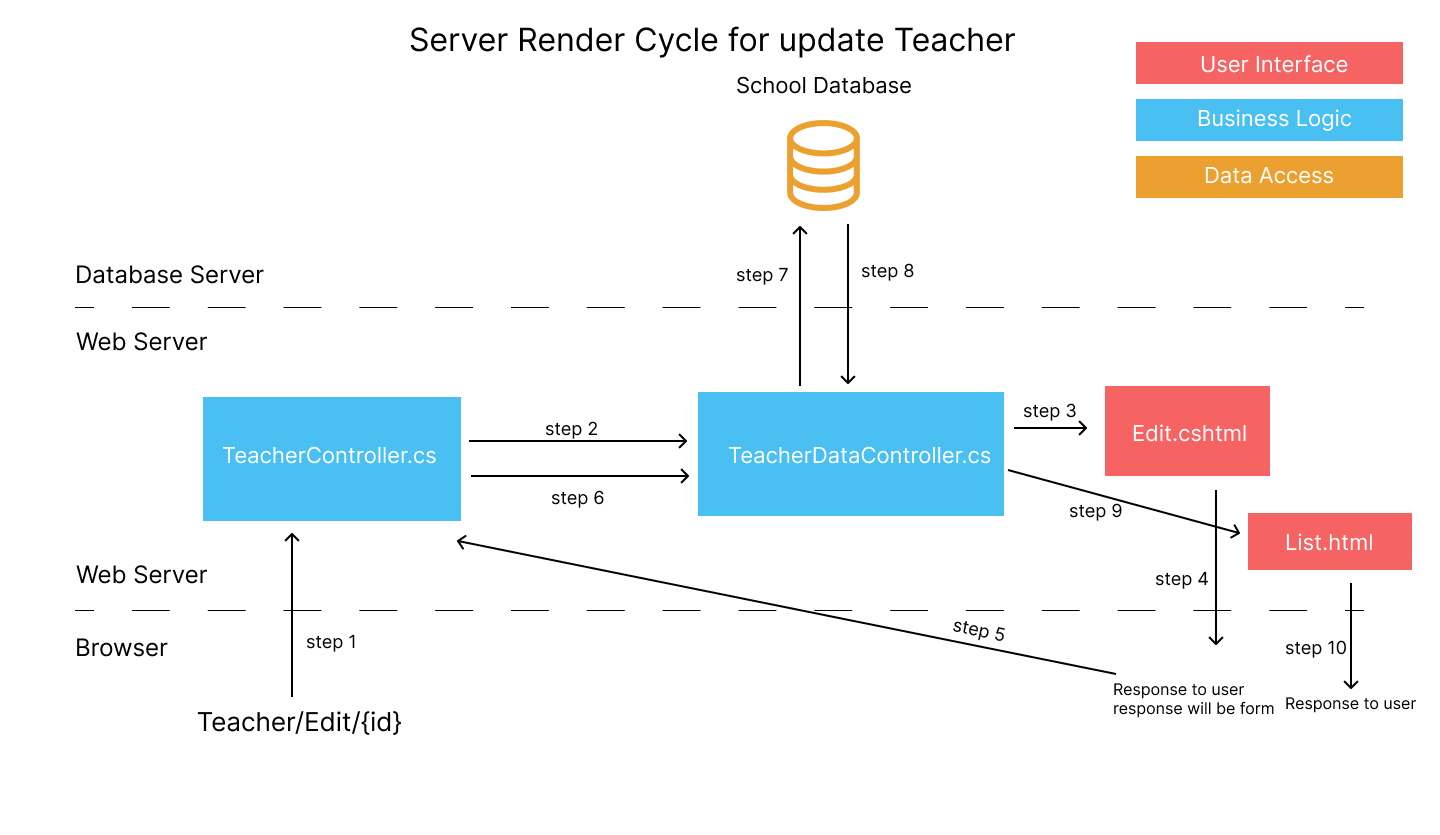 Server Render Cycle for update Teacher
User Interface
School Database
Business Logic
Data Access
Database Server
step 7
step 8
Web Server
TeacherController.cs
step 2
step 6
TeacherDataController.cs
step 3
Edit.cshtml
step 9
List.html
step 4
Web Server
Browser
step 1
step 5
step 10
Teacher/Edit/{id}
Response to user
response will be form
Response to user